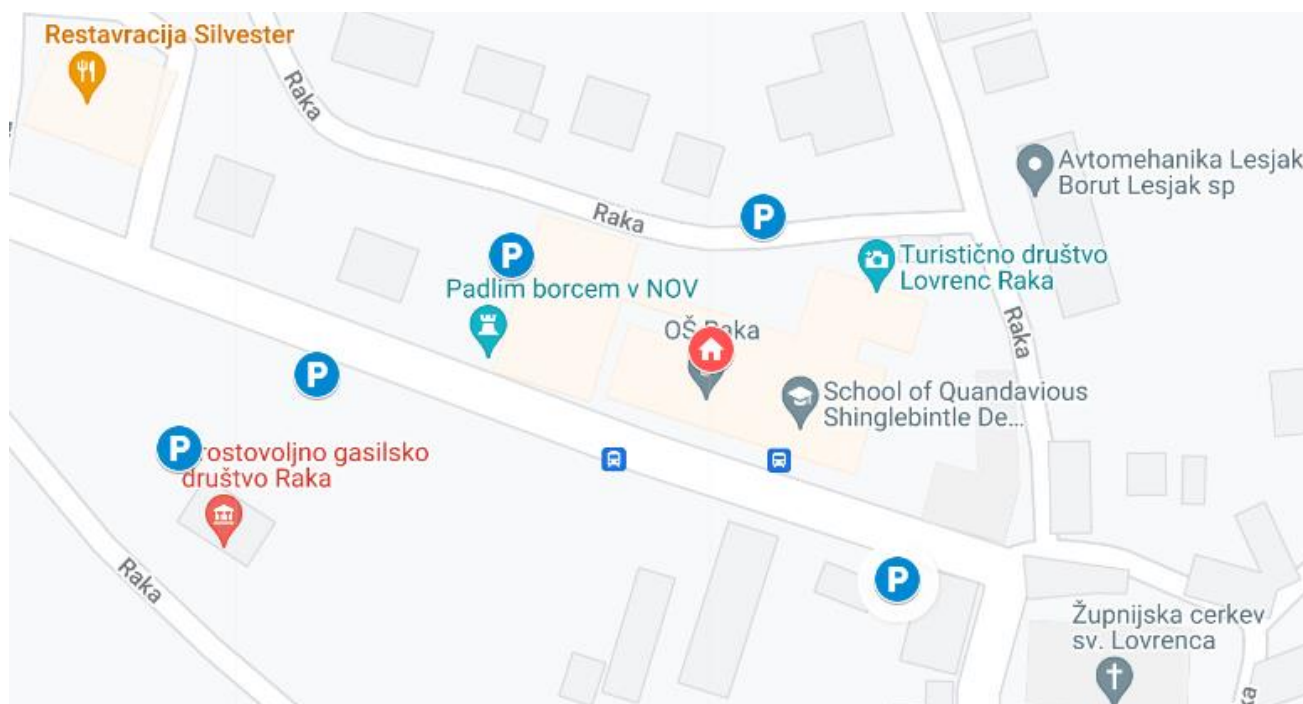 Restavracija Silvester
Raka
Avtomehanika Lesjak
Borut Lesjak sp
Raka
P
P
Turistično društvo
Lovrenc Raka
Padlim borcem v NOV
Raka
OŠ Raka
P
School of Quandavious
Shinglebintle De...
P
rostovoljno gasilsko
društvo Raka
Raka
P
Župnijska cerkev
sv. Lovrenca